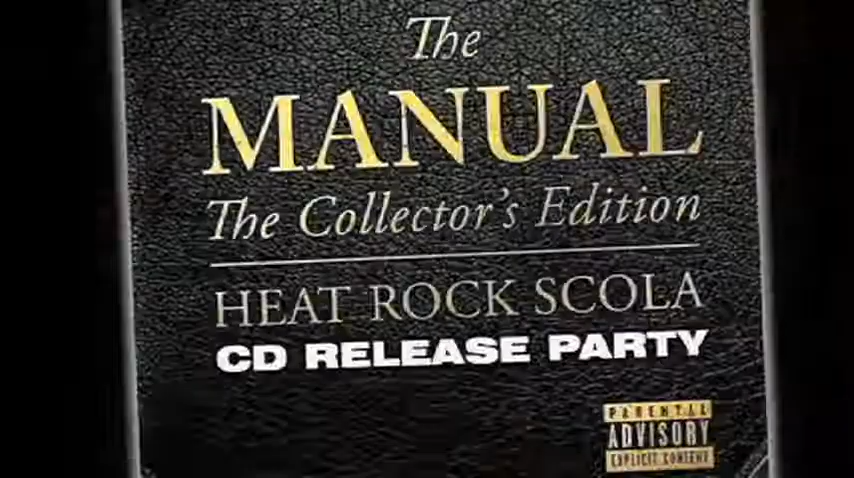 The
MANUAL
The Collector's Edition
HEAT ROCK SCOLA
CD RELEASE PARTY
PARENTAL
ADVISORY
EXPLICIT CONTENT